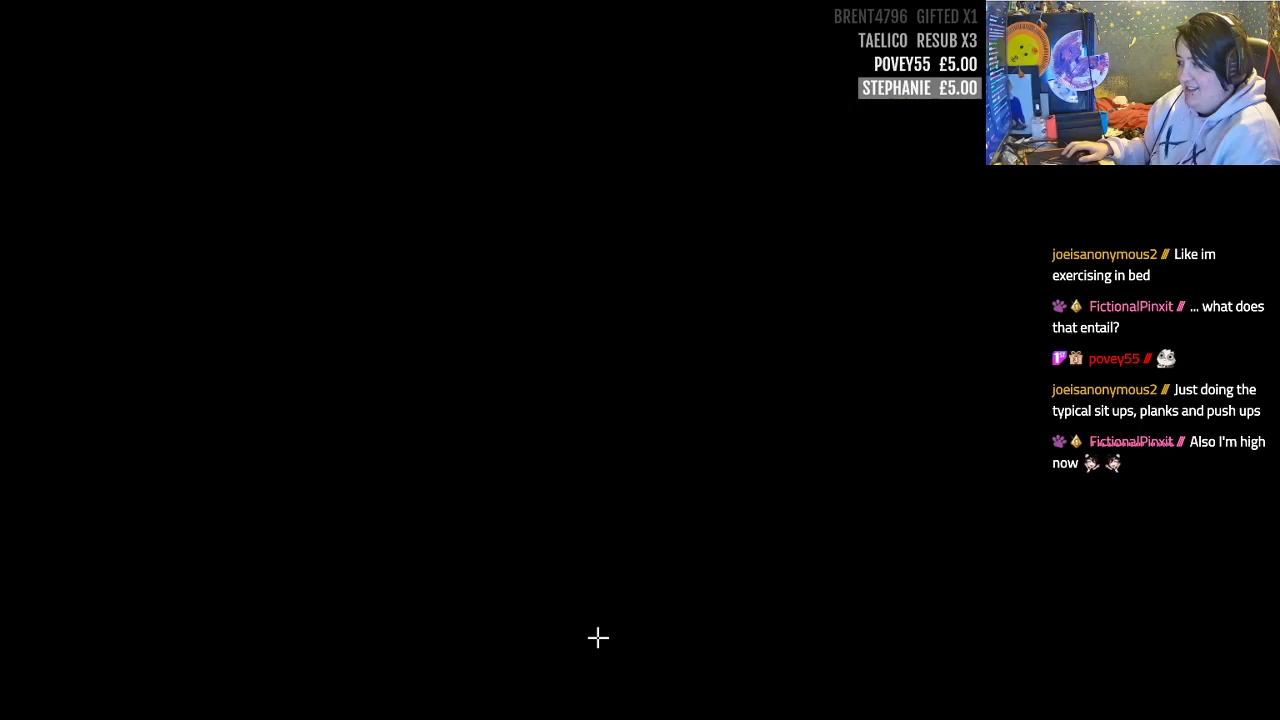 BRENT4796 GIFTED X1
TAELICO RESUB X3
POVEY55 £5.00
STEPHANIE £5.00
joeisanonymous2 /// Like im
exercising in bed
FictionalPinxit /// ... what does
that entail?
povey55 ///
joeisanonymous2 /// Just doing the
typical sit ups, planks and push ups
FictionalPinxit /// Also I'm high
now